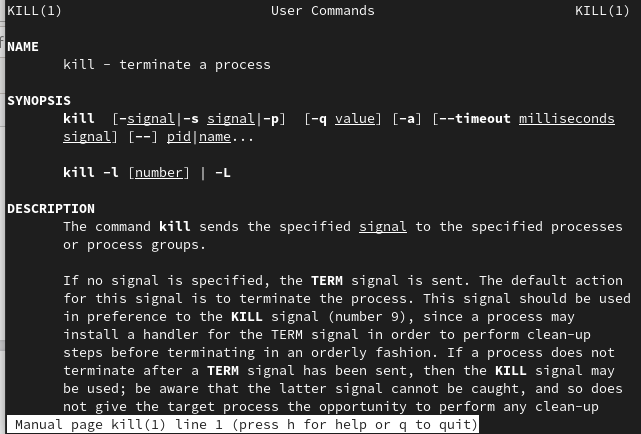 KILL(1) User Commands KILL(1)
NAME
kill - terminate a process
SYNOPSIS
kill [-signal|-s signal|-p] [-q value] [-a] [--timeout milliseconds
signal] [--] pid|name...
kill -l [number] | -L
DESCRIPTION
The command kill sends the specified signal to the specified processes
or process groups.
If no signal is specified, the TERM signal is sent. The default action
for this signal is to terminate the process. This signal should be used
in preference to the KILL signal (number 9), since a process may
install a handler for the TERM signal in order to perform clean-up
steps before terminating in an orderly fashion. If a process does not
terminate after a TERM signal has been sent, then the KILL signal may
be used; be aware that the latter signal cannot be caught, and so does
not give the target process the opportunity to perform any clean-up
Manual page kill(1) line 1 (press h for help or q to quit)